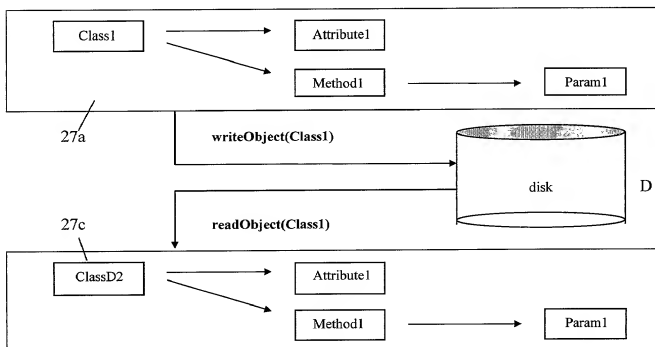 Class1
Attribute1
Method1
Param1
27a
writeObject(Class1)
disk
D
readObject(Class1)
27c
ClassD2
Attribute1
Method1
Param1